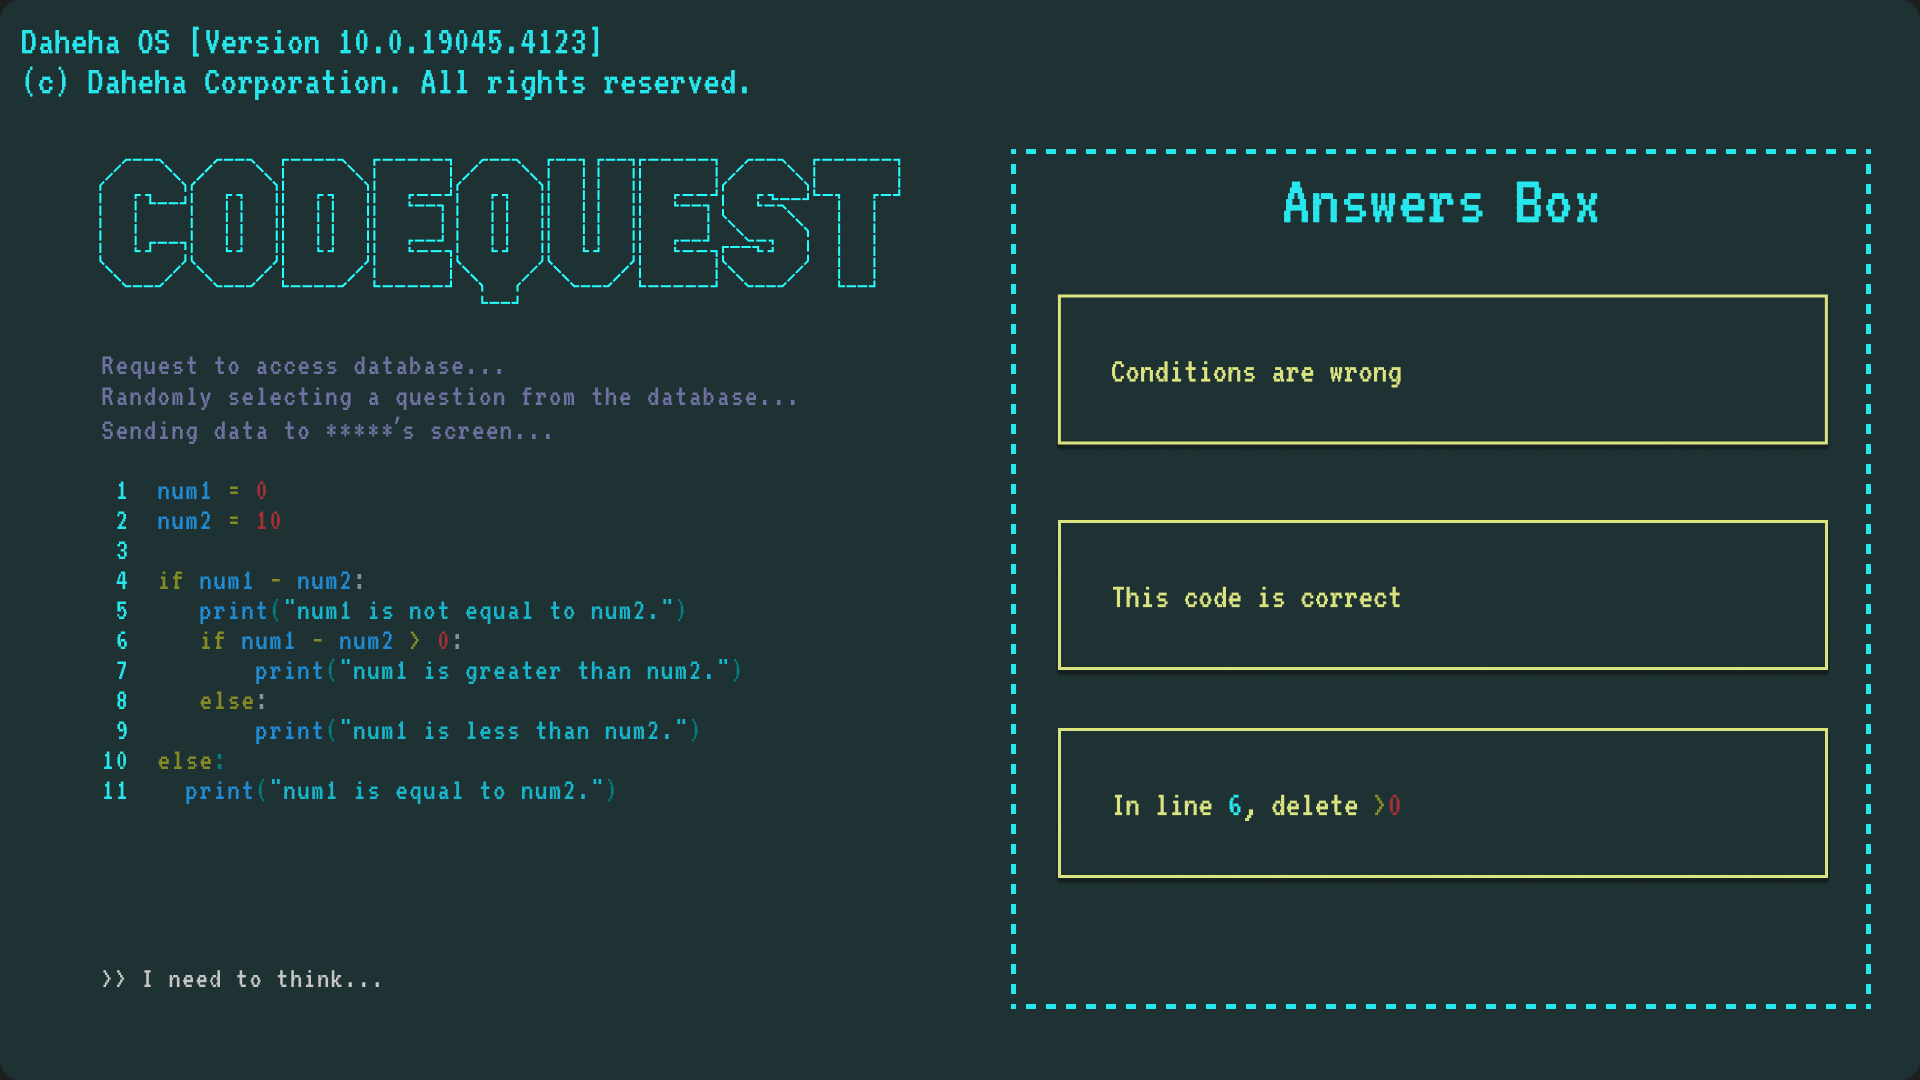 Daheha OS [Version 10.0.19045.4123]
(c) Daheha Corporation. All rights reserved.
CODEQUEST
Request to access database...
Randomly selecting a question from the database...
Sending data to *****'s screen...
1 num1 = 0
2 num2 = 10
3
4 if num1 - num2:
5 print("num1 is not equal to num2.")
6 if num1 - num2 > 0:
7 print("num1 is greater than num2.")
8 else:
9 print("num1 is less than num2.")
10 else:
11 print("num1 is equal to num2.")
>> I need to think...
Answers Box
Conditions are wrong
This code is correct
In line 6, delete >0